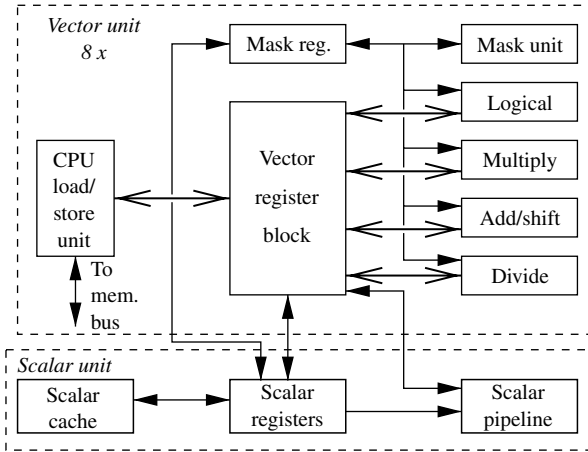 Vector unit
8 x
Mask reg.
Mask unit
Logical
CPU
load/
store
unit
Vector
register
block
Multiply
Add/shift
Divide
To
mem.
bus
Scalar unit
Scalar
cache
Scalar
registers
Scalar
pipeline